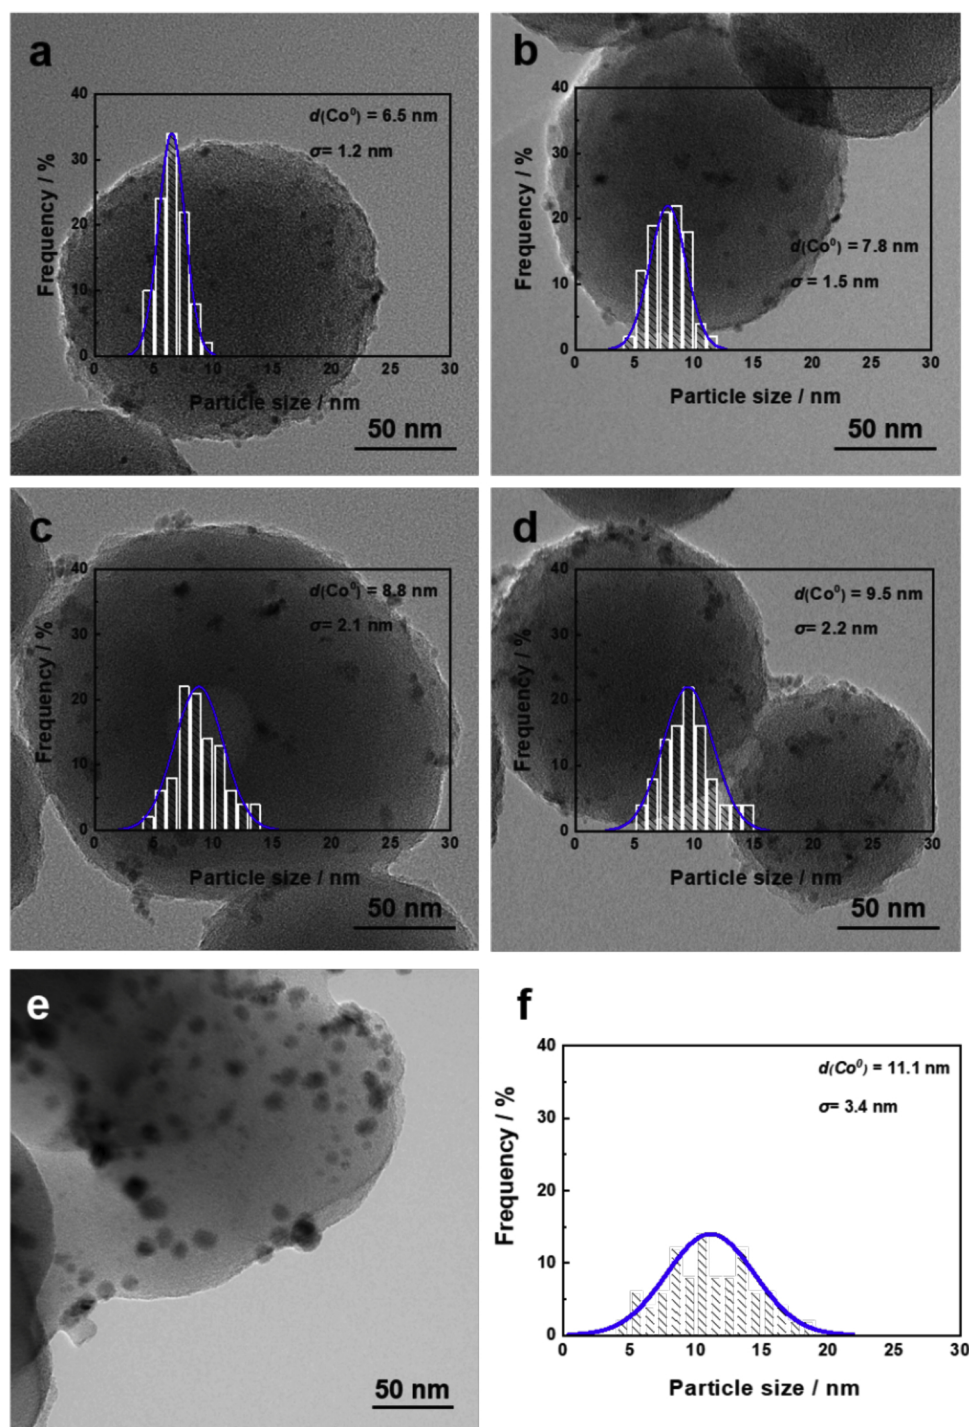 a
d(Co⁰) = 6.5 nm
σ= 1.2 nm
40
30
20
10
0
Frequency / %
0 5 10 15 20 25 30
Particle size / nm
50 nm
b
40
30
20
10
0
Frequency / %
d(Co⁰) = 7.8 nm
σ = 1.5 nm
0 5 10 15 20 25 30
Particle size / nm
50 nm
c
d(Co⁰) = 8.8 nm
σ= 2.1 nm
40
30
20
10
0
Frequency / %
0 5 10 15 20 25 30
Particle size / nm
50 nm
d
d(Co⁰) = 9.5 nm
σ= 2.2 nm
40
30
20
10
0
Frequency / %
0 5 10 15 20 25 30
Particle size / nm
50 nm
e
50 nm
f
d(Co⁰) = 11.1 nm
σ= 3.4 nm
40
30
20
10
0
Frequency / %
0 5 10 15 20 25 30
Particle size / nm